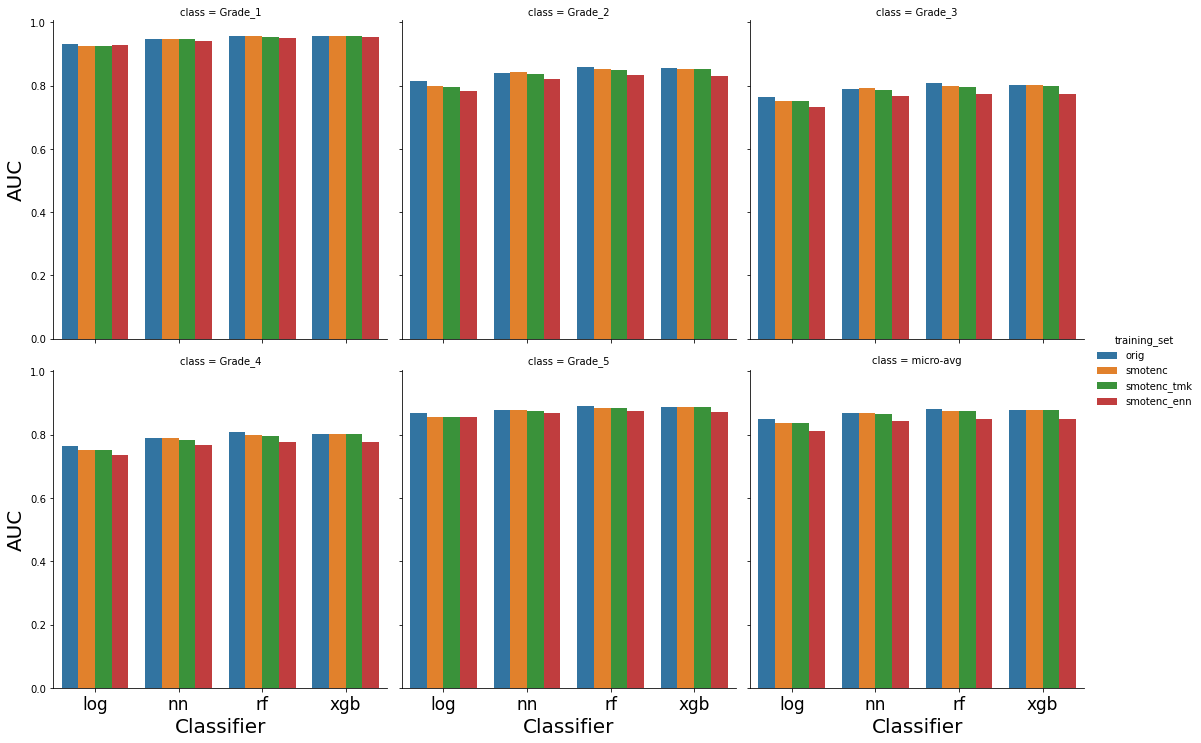 class = Grade_1
class = Grade_2
class = Grade_3
1.0
0.8
0.6
0.4
0.2
0.0
AUC
class = Grade_4
class = Grade_5
class = micro-avg
1.0
0.8
0.6
0.4
0.2
0.0
AUC
log nn rf xgb
log nn rf xgb
log nn rf xgb
Classifier
Classifier
Classifier
training_set
orig
smotenc
smotenc_tmk
smotenc_enn